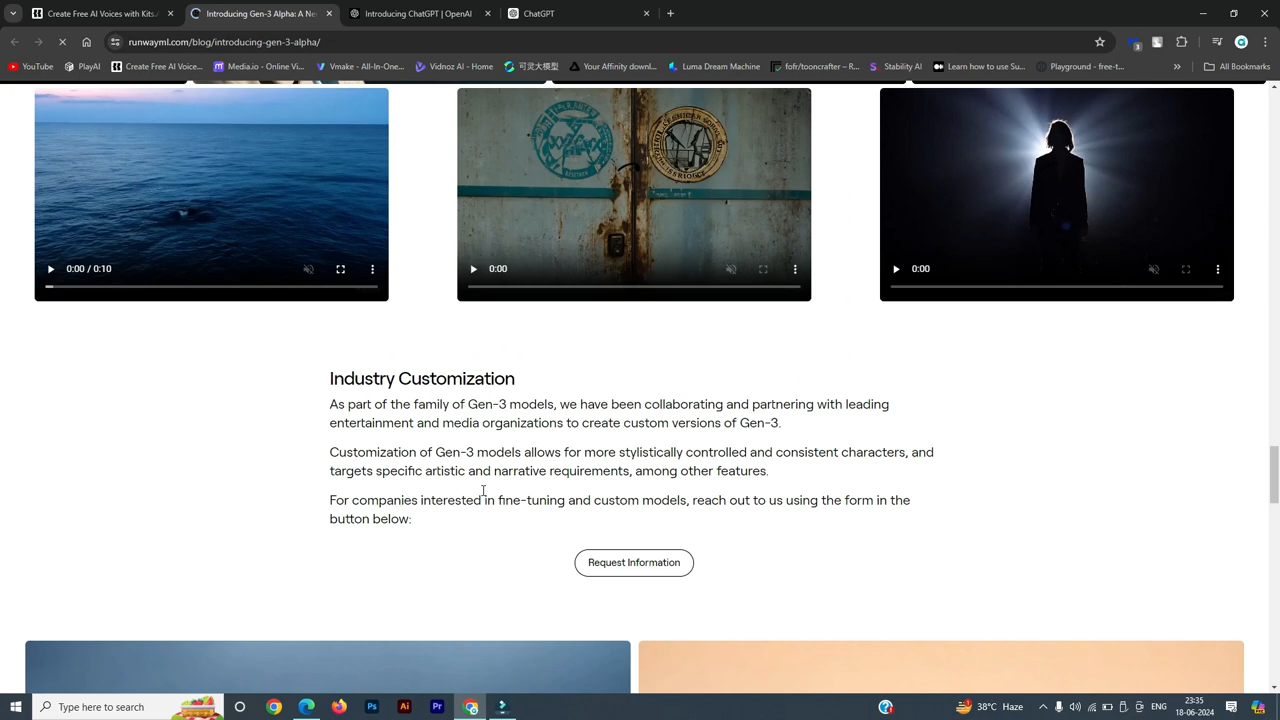 Create Free AI Voices with Kits.A
Introducing Gen-3 Alpha: A Ne
Introducing ChatGPT | OpenAI
ChatGPT
runwayml.com/blog/introducing-gen-3-alpha/
3
YouTube
PlayAI
Create Free AI Voice...
Media.io - Online Vi...
Vmake - All-In-One...
Vidnoz AI - Home
可灵大模型
Your Affinity downl...
Luma Dream Machine
fofr/tooncrafter – R...
Stability AI
Learn how to use Su...
Playground - free-t...
All Bookmarks
0:00 / 0:10
0:00
0:00
Industry Customization
As part of the family of Gen-3 models, we have been collaborating and partnering with leading
entertainment and media organizations to create custom versions of Gen-3.
Customization of Gen-3 models allows for more stylistically controlled and consistent characters, and
targets specific artistic and narrative requirements, among other features.
For companies interested in fine-tuning and custom models, reach out to us using the form in the
button below:
Request Information
Type here to search
Ps
Ai
Pr
38°C Haze
ENG
23:35
18-06-2024